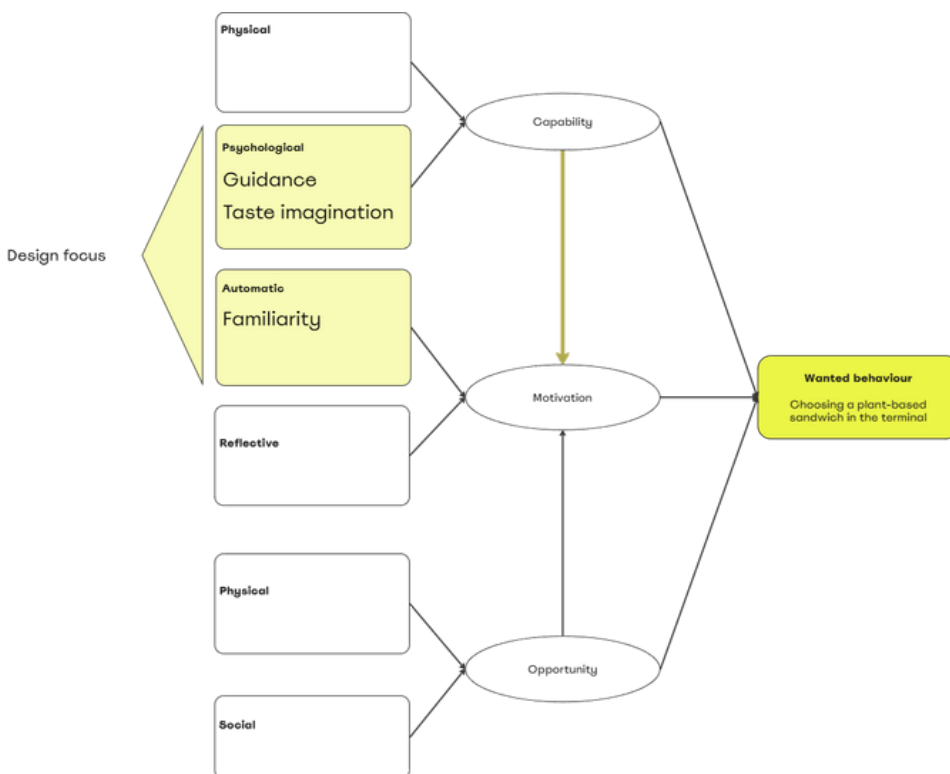 Physical
Capability
Psychological
Guidance
Taste imagination
Design focus
Automatic
Familiarity
Wanted behaviour
Choosing a plant-based
sandwich in the terminal
Motivation
Reflective
Physical
Opportunity
Social